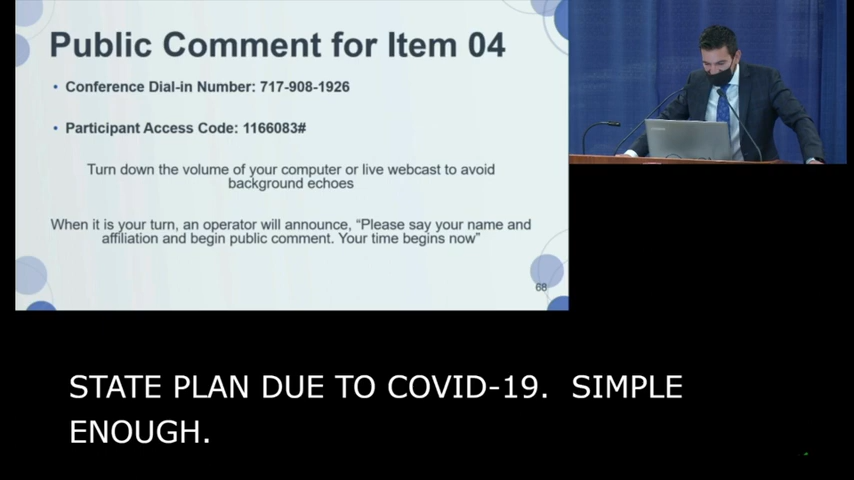 Public Comment for Item 04
• Conference Dial-in Number: 717-908-1926
• Participant Access Code: 1166083#
Turn down the volume of your computer or live webcast to avoid
background echoes
When it is your turn, an operator will announce, “Please say your name and
affiliation and begin public comment. Your time begins now”
68
STATE PLAN DUE TO COVID-19.  SIMPLE
ENOUGH.